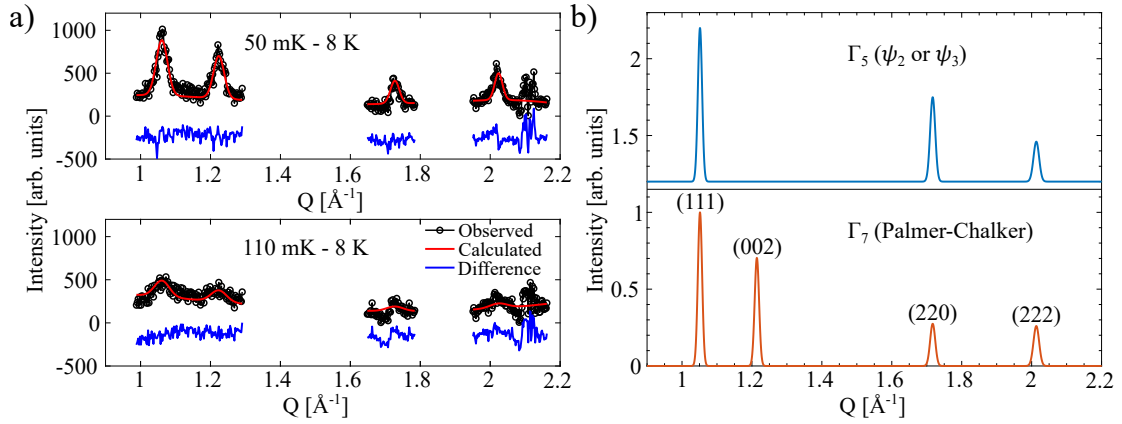 a)
50 mK - 8 K
1000
500
0
-500
1 1.2 1.4 1.6 1.8 2 2.2
Q [Å⁻¹]
Intensity [arb. units]
110 mK - 8 K
Observed
Calculated
Difference
1000
500
0
-500
1 1.2 1.4 1.6 1.8 2 2.2
Q [Å⁻¹]
b)
Γ₅ (ψ₂ or ψ₃)
2
1.5
Intensity [arb. units]
Γ₇ (Palmer-Chalker)
(111)
(002)
(220)
(222)
1
0.5
0
1 1.2 1.4 1.6 1.8 2 2.2
Q [Å⁻¹]